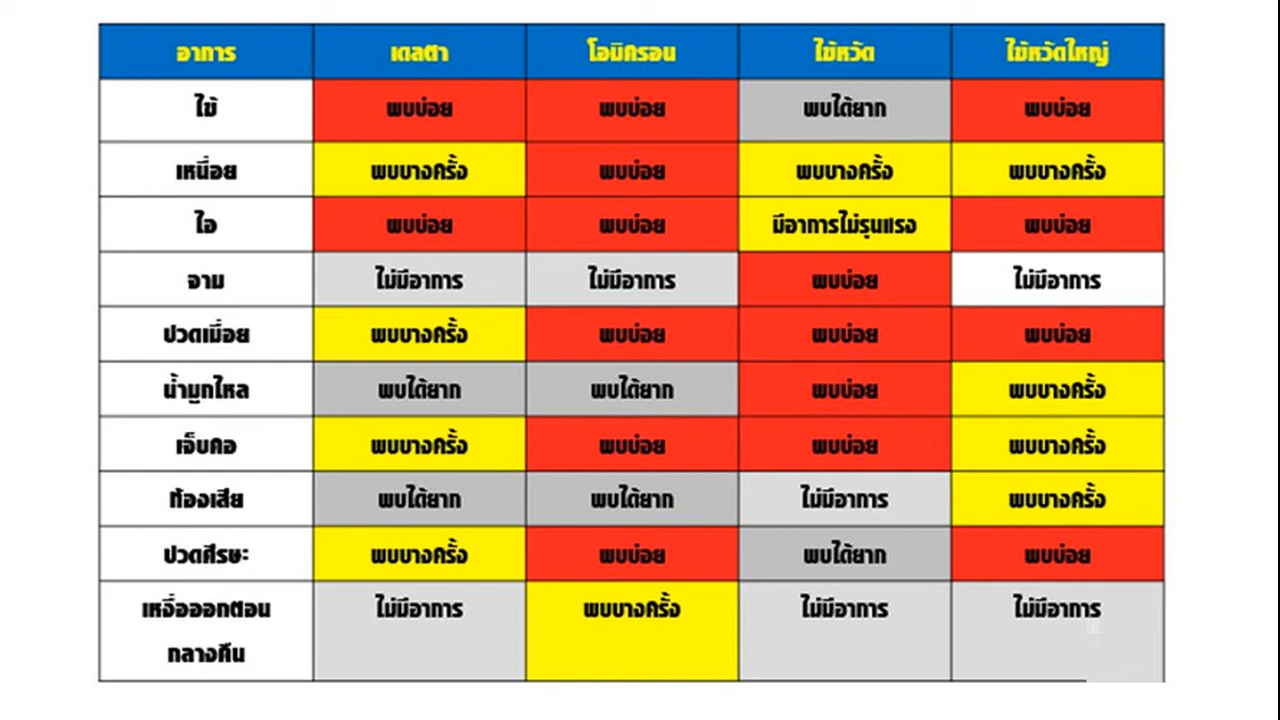 อาการ เดลตา โอมิครอน ไข้หวัด ไข้หวัดใหญ่
ไข้ พบบ่อย พบบ่อย พบได้ยาก พบบ่อย
เหนื่อย พบบางครั้ง พบบ่อย พบบางครั้ง พบบางครั้ง
ไอ พบบ่อย พบบ่อย มีอาการไม่รุนแรง พบบ่อย
จาม ไม่มีอาการ ไม่มีอาการ พบบ่อย ไม่มีอาการ
ปวดเมื่อย พบบางครั้ง พบบ่อย พบบ่อย พบบ่อย
น้ำมูกไหล พบได้ยาก พบได้ยาก พบบ่อย พบบางครั้ง
เจ็บคอ พบบางครั้ง พบบ่อย พบบ่อย พบบางครั้ง
ท้องเสีย พบได้ยาก พบได้ยาก ไม่มีอาการ พบบางครั้ง
ปวดศีรษะ พบบางครั้ง พบบ่อย พบได้ยาก พบบ่อย
เหงื่อออกตอน ไม่มีอาการ พบบางครั้ง ไม่มีอาการ ไม่มีอาการ
กลางคืน